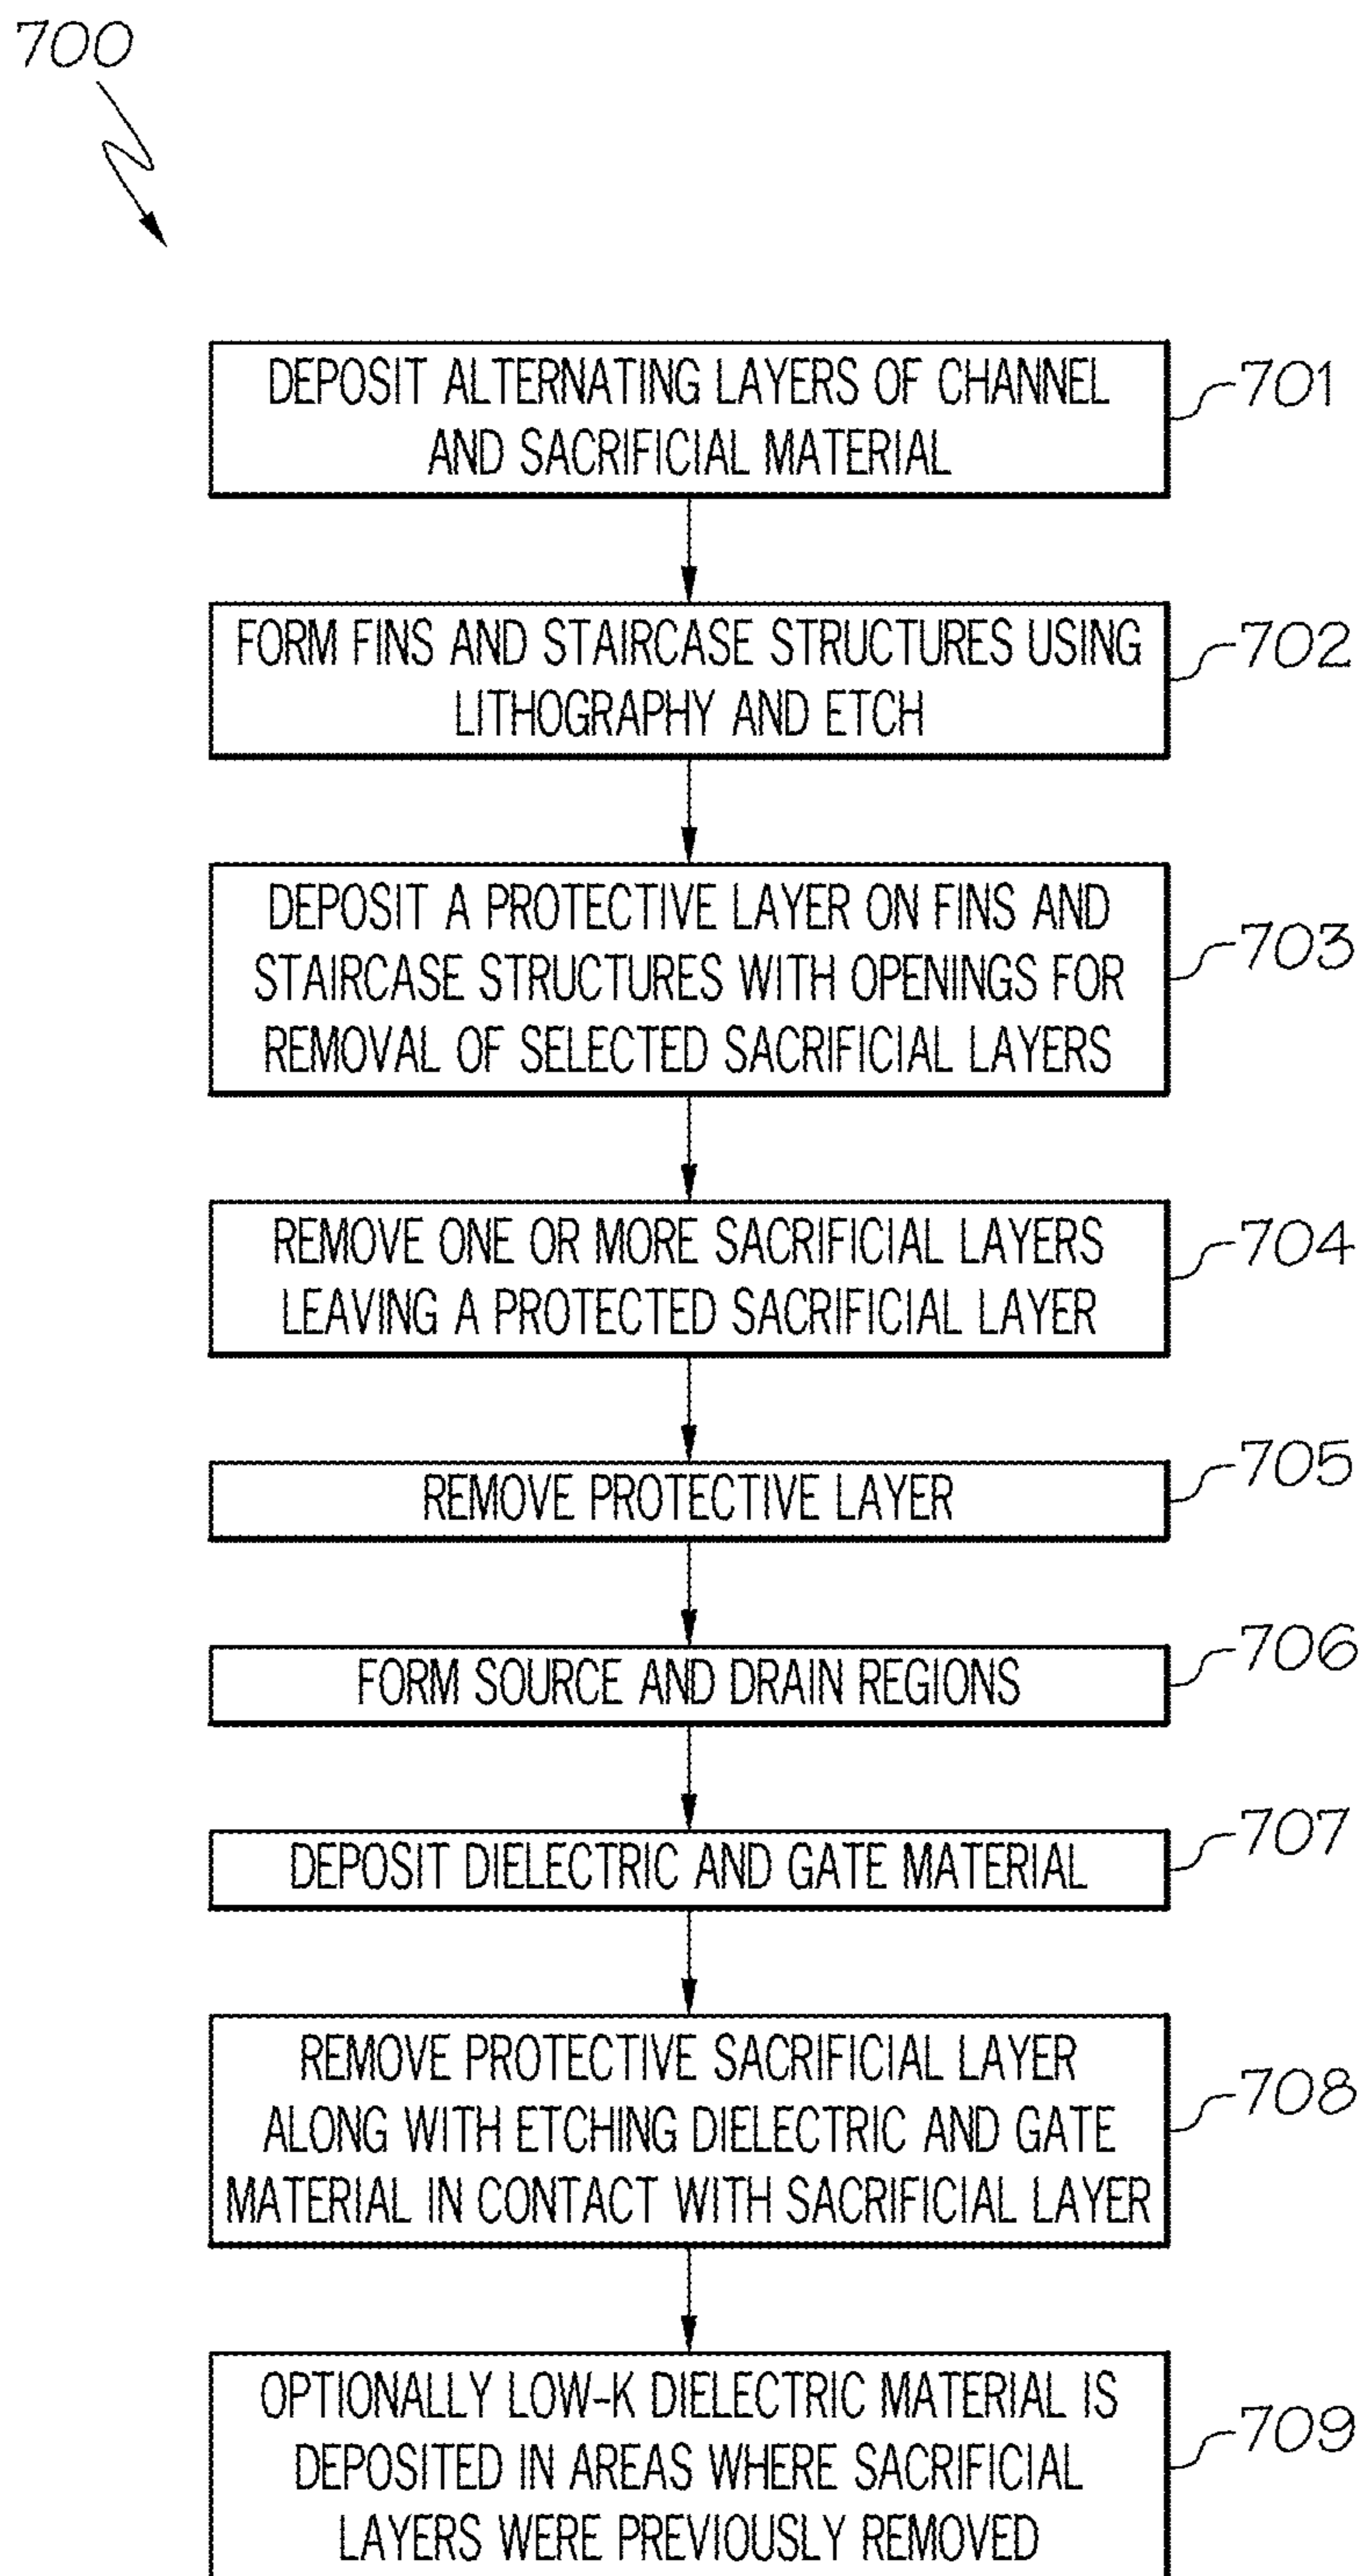 700
DEPOSIT ALTERNATING LAYERS OF CHANNEL
AND SACRIFICIAL MATERIAL
701
FORM FINS AND STAIRCASE STRUCTURES USING
LITHOGRAPHY AND ETCH
702
DEPOSIT A PROTECTIVE LAYER ON FINS AND
STAIRCASE STRUCTURES WITH OPENINGS FOR
REMOVAL OF SELECTED SACRIFICIAL LAYERS
703
REMOVE ONE OR MORE SACRIFICIAL LAYERS
LEAVING A PROTECTED SACRIFICIAL LAYER
704
REMOVE PROTECTIVE LAYER
705
FORM SOURCE AND DRAIN REGIONS
706
DEPOSIT DIELECTRIC AND GATE MATERIAL
707
REMOVE PROTECTIVE SACRIFICIAL LAYER
ALONG WITH ETCHING DIELECTRIC AND GATE
MATERIAL IN CONTACT WITH SACRIFICIAL LAYER
708
OPTIONALLY LOW-K DIELECTRIC MATERIAL IS
DEPOSITED IN AREAS WHERE SACRIFICIAL
LAYERS WERE PREVIOUSLY REMOVED
709